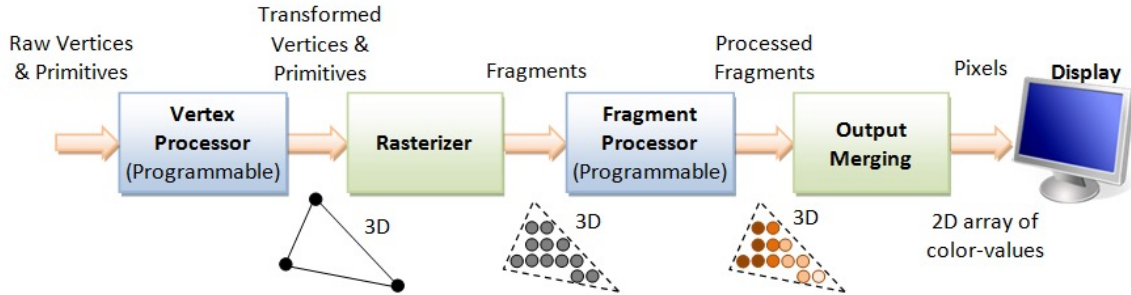 Raw Vertices
& Primitives
Transformed
Vertices &
Primitives
Fragments
Processed
Fragments
Pixels
Display
Vertex
Processor
(Programmable)
Rasterizer
Fragment
Processor
(Programmable)
Output
Merging
3D
3D
3D
2D array of
color-values